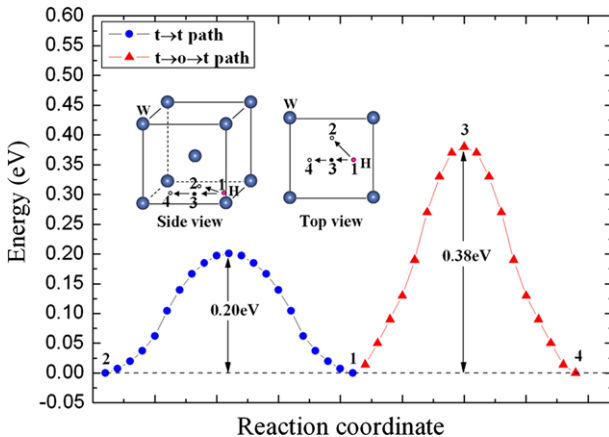 0.60
0.55
0.50
0.45
0.40
0.35
0.30
0.25
0.20
0.15
0.10
0.05
0.00
-0.05
Energy (eV)
t→t path
t→o→t path
W
2
1
H
4
3
Side view
W
2
4
3
1
H
Top view
3
0.38eV
0.20eV
2
1
4
Reaction coordinate